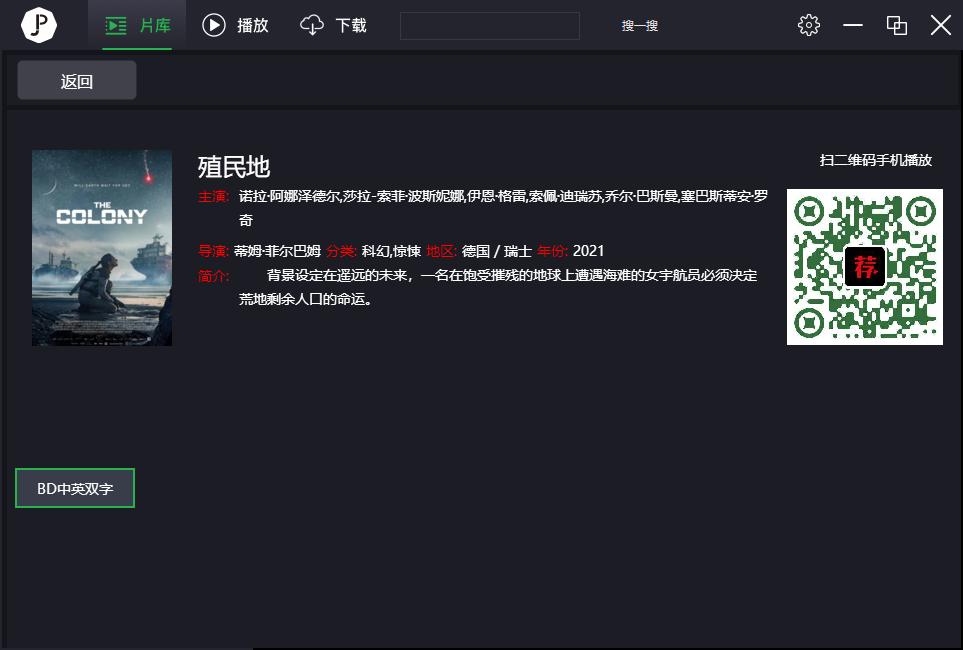 JP
片库
播放
下载
搜一搜
返回
殖民地
扫二维码手机播放
主演: 诺拉·阿娜泽德尔,莎拉-索菲·波斯妮娜,伊恩·格雷,索佩·迪瑞苏,乔尔·巴斯曼,塞巴斯蒂安·罗
奇
导演: 蒂姆·菲尔巴姆 分类: 科幻,惊悚 地区: 德国 / 瑞士 年份: 2021
简介: 背景设定在遥远的未来，一名在饱受摧残的地球上遭遇海难的女宇航员必须决定
荒地剩余人口的命运。
WILL EARTH WAIT FOR US?
THE
COLONY
荐
BD中英双字